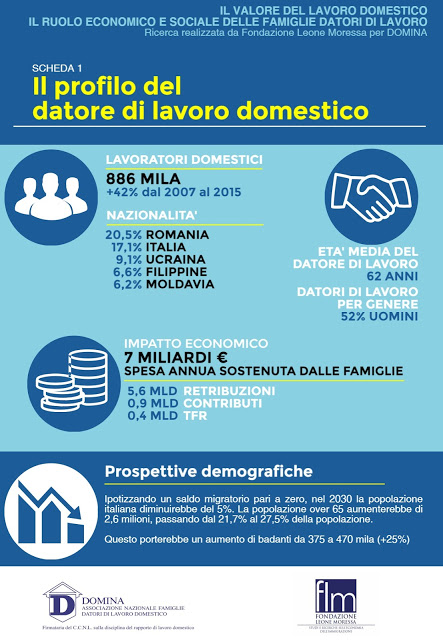 IL VALORE DEL LAVORO DOMESTICO
IL RUOLO ECONOMICO E SOCIALE DELLE FAMIGLIE DATORI DI LAVORO
Ricerca realizzata da Fondazione Leone Moressa per DOMINA
SCHEDA 1
Il profilo del
datore di lavoro domestico
LAVORATORI DOMESTICI
886 MILA
+42% dal 2007 al 2015
NAZIONALITA'
20,5% ROMANIA
17,1% ITALIA
9,1% UCRAINA
6,6% FILIPPINE
6,2% MOLDAVIA
ETA' MEDIA DEL
DATORE DI LAVORO
62 ANNI
DATORI DI LAVORO
PER GENERE
52% UOMINI
IMPATTO ECONOMICO
7 MILIARDI €
SPESA ANNUA SOSTENUTA DALLE FAMIGLIE
5,6 MLD RETRIBUZIONI
0,9 MLD CONTRIBUTI
0,4 MLD TFR
Prospettive demografiche
Ipotizzando un saldo migratorio pari a zero, nel 2030 la popolazione
italiana diminuirebbe del 5%. La popolazione over 65 aumenterebbe di
2,6 milioni, passando dal 21,7% al 27,5% della popolazione.
Questo porterebbe un aumento di badanti da 375 a 470 mila (+25%)
D
DOMINA
ASSOCIAZIONE NAZIONALE FAMIGLIE
DATORI DI LAVORO DOMESTICO
Firmataria del C.C.N.L. sulla disciplina del rapporto di lavoro domestico
flm
FONDAZIONE
LEONE MORESSA
STUDI E RICERCHE SULL'ECONOMIA
DELL'IMMIGRAZIONE